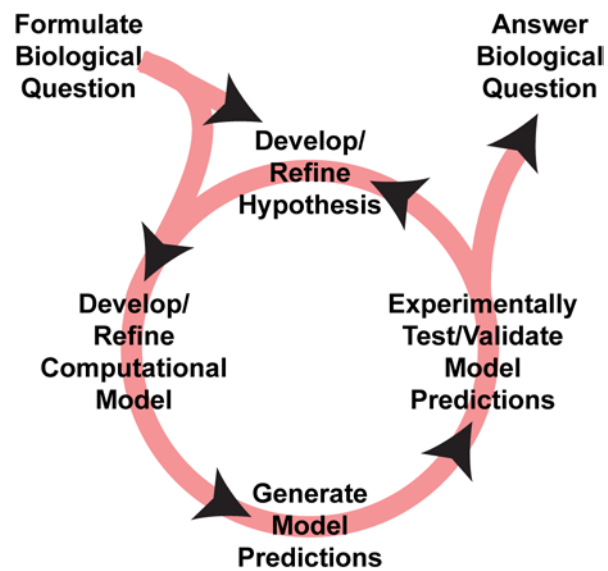 Formulate
Biological
Question
Answer
Biological
Question
Develop/
Refine
Hypothesis
Develop/
Refine
Computational
Model
Experimentally
Test/Validate
Model
Predictions
Generate
Model
Predictions